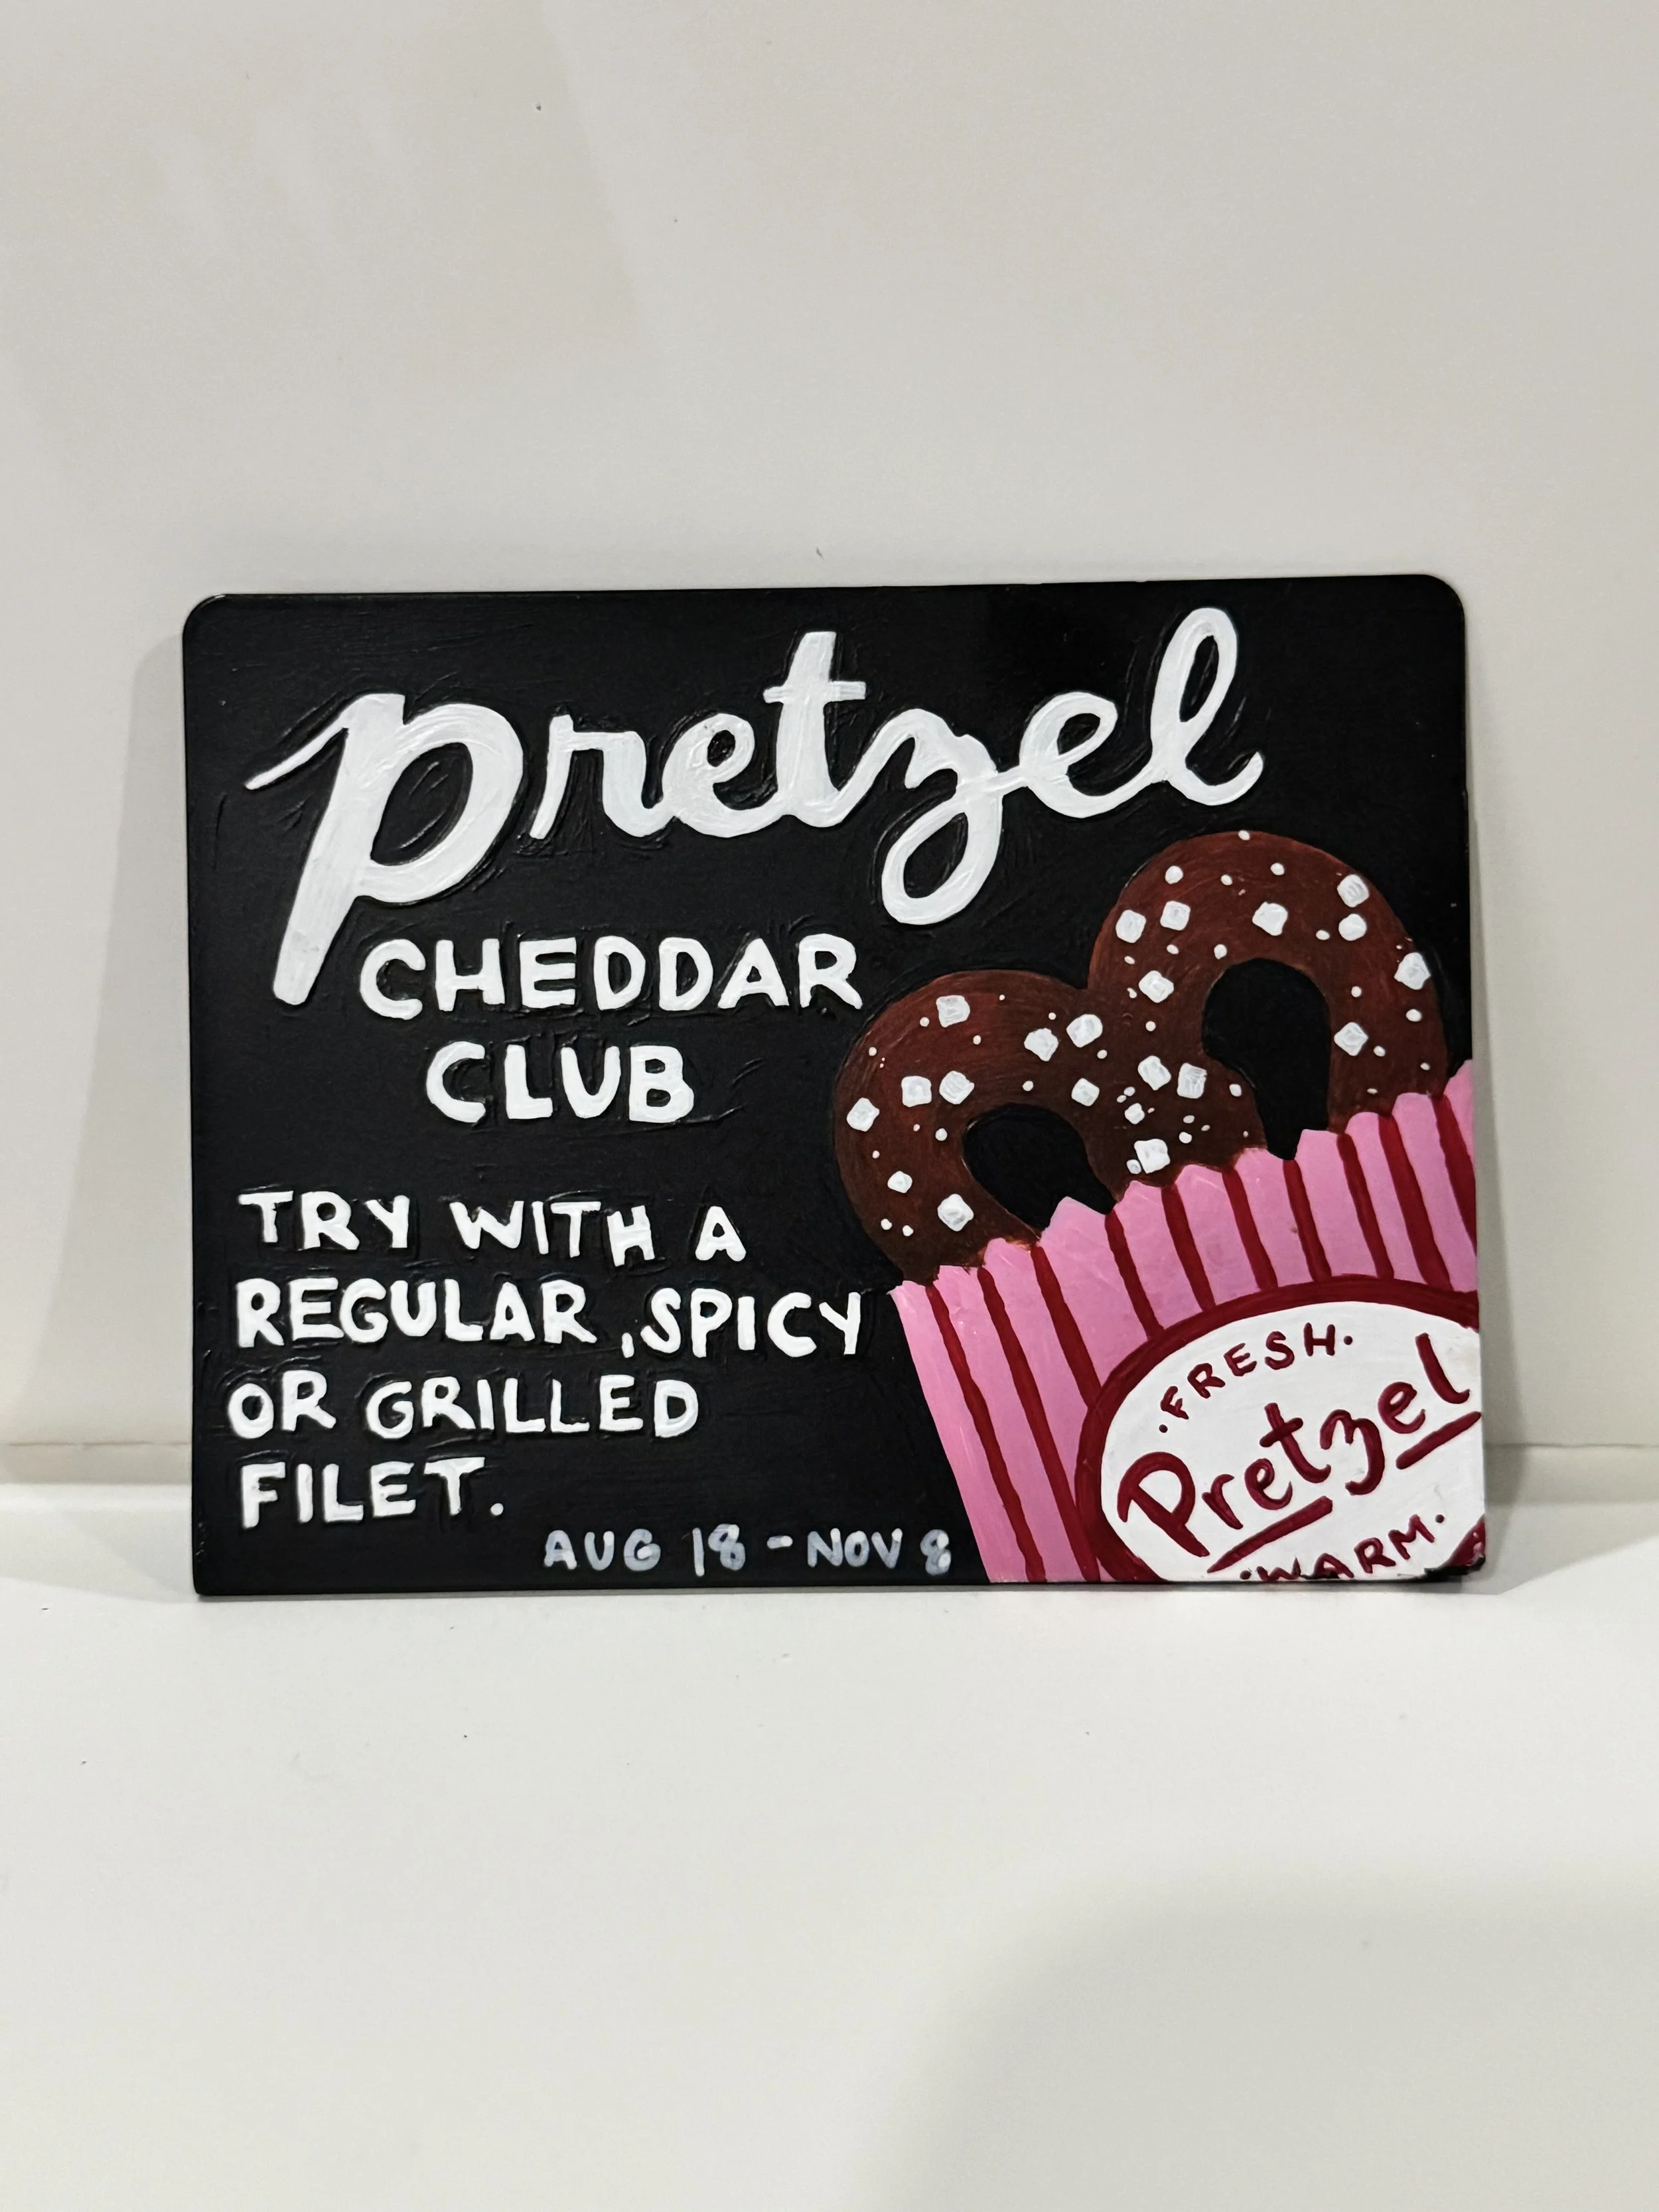 Pretzel
CHEDDAR
CLUB
TRY WITH A
REGULAR ,SPICY
OR GRILLED
FILET.
AUG 18 - NOV 8
·FRESH·
Pretzel
·WARM·